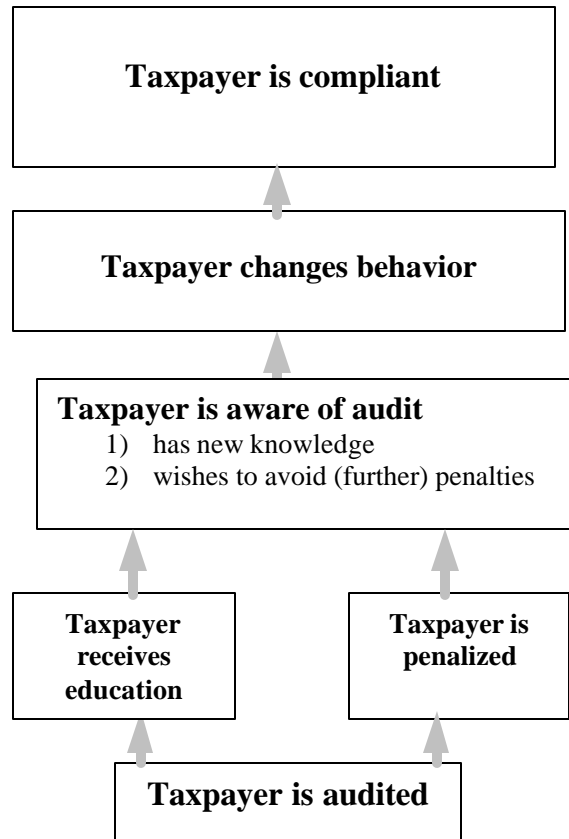 Taxpayer is compliant
Taxpayer changes behavior
Taxpayer is aware of audit
1) has new knowledge
2) wishes to avoid (further) penalties
Taxpayer
receives
education
Taxpayer is
penalized
Taxpayer is audited